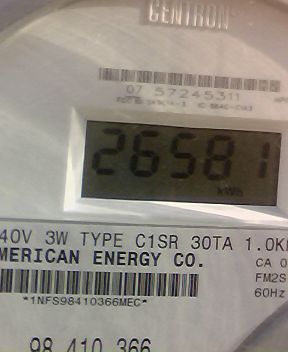 CENTRON
07 57245311
26581
kWh
40V 3W TYPE C1SR 30TA 1.0K
MERICAN ENERGY CO.
CA 0
FM2S
*1NFS98410366MEC*
60Hz
98 410 366